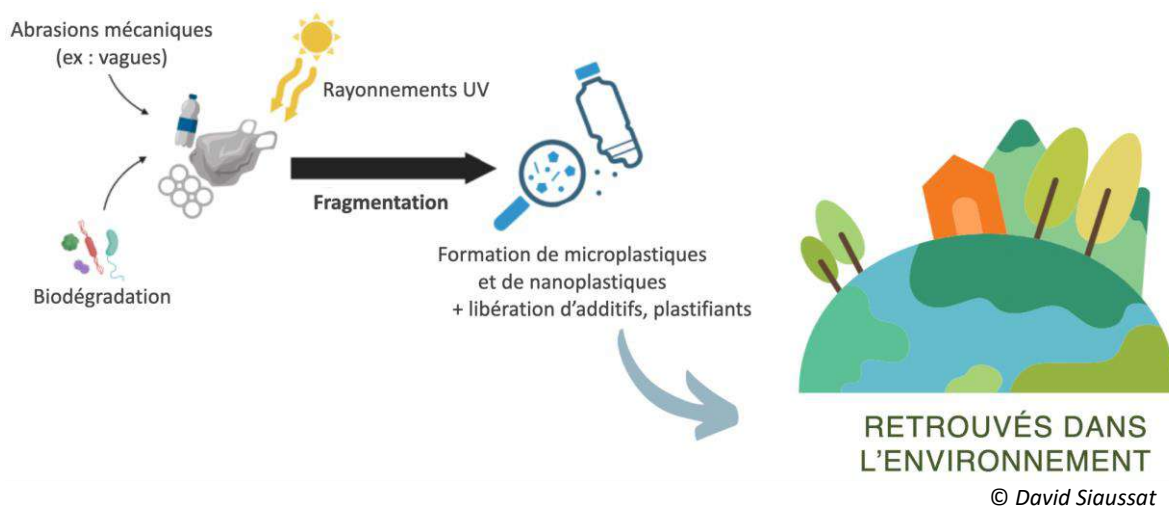 Abrasions mécaniques
(ex : vagues)
Rayonnements UV
Fragmentation
Biodégradation
Formation de microplastiques
et de nanoplastiques
+ libération d’additifs, plastifiants
RETROUVÉS DANS
L’ENVIRONNEMENT
© David Siaussat